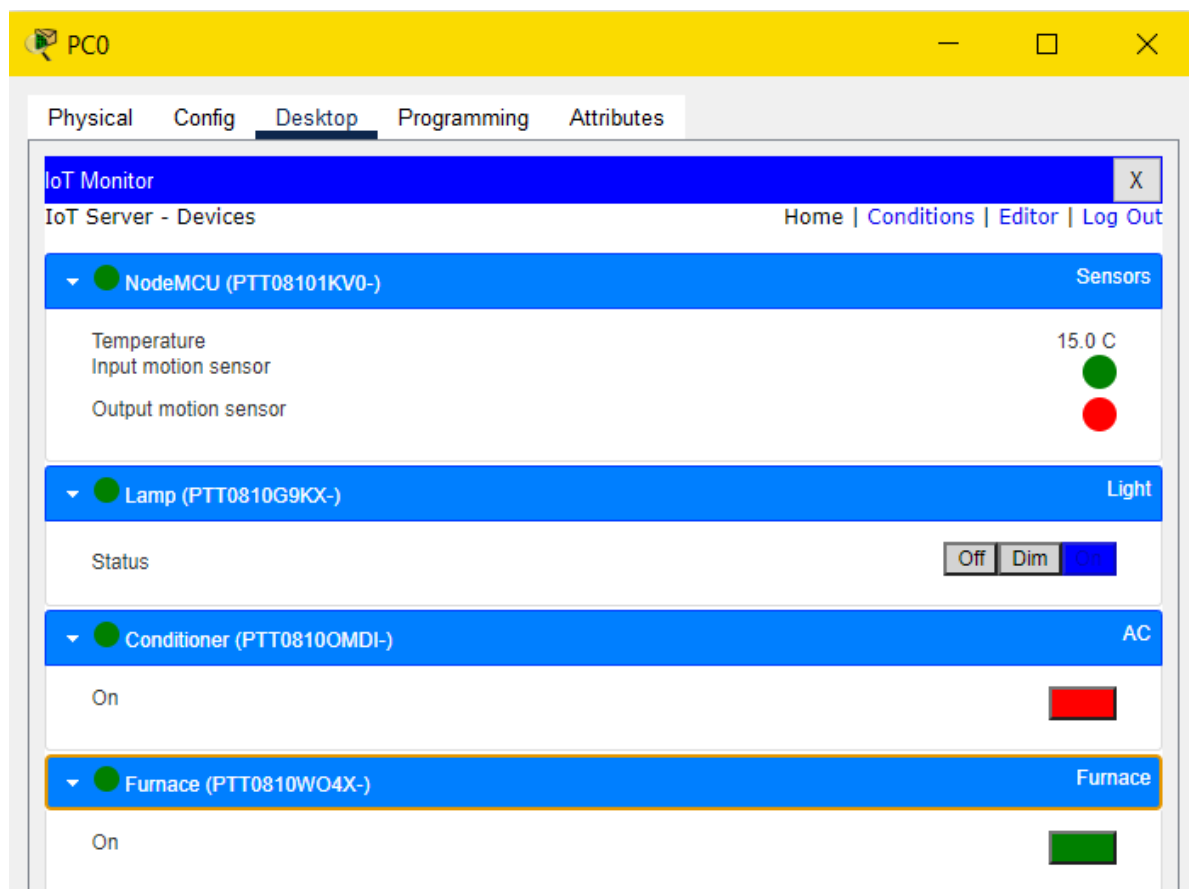 PC0
Physical Config Desktop Programming Attributes
IoT Monitor X
IoT Server - Devices Home | Conditions | Editor | Log Out
NodeMCU (PTT08101KV0-) Sensors
Temperature 15.0 C
Input motion sensor
Output motion sensor
Lamp (PTT0810G9KX-) Light
Status Off Dim On
Conditioner (PTT0810OMDI-) AC
On
Furnace (PTT0810WO4X-) Furnace
On